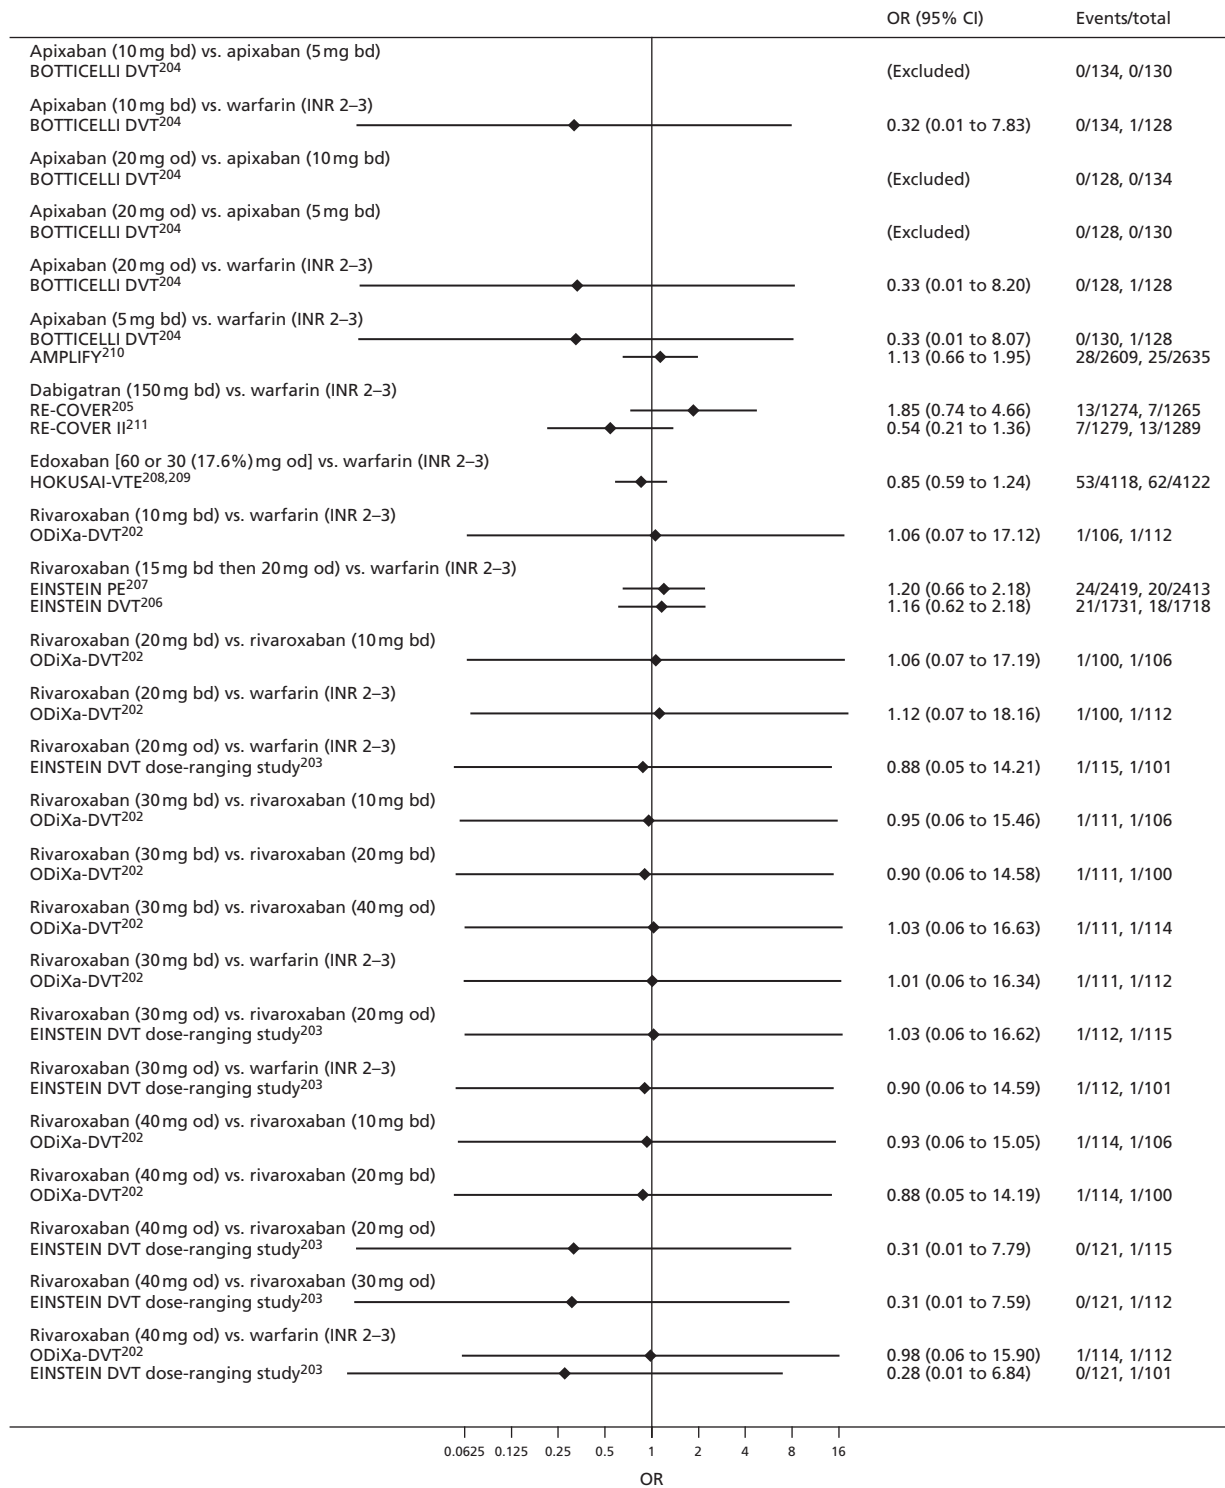 OR (95% CI) Events/total
Apixaban (10 mg bd) vs. apixaban (5 mg bd)
BOTTICELLI DVT204 (Excluded) 0/134, 0/130
Apixaban (10 mg bd) vs. warfarin (INR 2–3)
BOTTICELLI DVT204 0.32 (0.01 to 7.83) 0/134, 1/128
Apixaban (20 mg od) vs. apixaban (10 mg bd)
BOTTICELLI DVT204 (Excluded) 0/128, 0/134
Apixaban (20 mg od) vs. apixaban (5 mg bd)
BOTTICELLI DVT204 (Excluded) 0/128, 0/130
Apixaban (20 mg od) vs. warfarin (INR 2–3)
BOTTICELLI DVT204 0.33 (0.01 to 8.20) 0/128, 1/128
Apixaban (5 mg bd) vs. warfarin (INR 2–3)
BOTTICELLI DVT204 0.33 (0.01 to 8.07) 0/130, 1/128
AMPLIFY210 1.13 (0.66 to 1.95) 28/2609, 25/2635
Dabigatran (150 mg bd) vs. warfarin (INR 2–3)
RE-COVER205 1.85 (0.74 to 4.66) 13/1274, 7/1265
RE-COVER II211 0.54 (0.21 to 1.36) 7/1279, 13/1289
Edoxaban [60 or 30 (17.6%) mg od] vs. warfarin (INR 2–3)
HOKUSAI-VTE208,209 0.85 (0.59 to 1.24) 53/4118, 62/4122
Rivaroxaban (10 mg bd) vs. warfarin (INR 2–3)
ODiXa-DVT202 1.06 (0.07 to 17.12) 1/106, 1/112
Rivaroxaban (15 mg bd then 20 mg od) vs. warfarin (INR 2–3)
EINSTEIN PE207 1.20 (0.66 to 2.18) 24/2419, 20/2413
EINSTEIN DVT206 1.16 (0.62 to 2.18) 21/1731, 18/1718
Rivaroxaban (20 mg bd) vs. rivaroxaban (10 mg bd)
ODiXa-DVT202 1.06 (0.07 to 17.19) 1/100, 1/106
Rivaroxaban (20 mg bd) vs. warfarin (INR 2–3)
ODiXa-DVT202 1.12 (0.07 to 18.16) 1/100, 1/112
Rivaroxaban (20 mg od) vs. warfarin (INR 2–3)
EINSTEIN DVT dose-ranging study203 0.88 (0.05 to 14.21) 1/115, 1/101
Rivaroxaban (30 mg bd) vs. rivaroxaban (10 mg bd)
ODiXa-DVT202 0.95 (0.06 to 15.46) 1/111, 1/106
Rivaroxaban (30 mg bd) vs. rivaroxaban (20 mg bd)
ODiXa-DVT202 0.90 (0.06 to 14.58) 1/111, 1/100
Rivaroxaban (30 mg bd) vs. rivaroxaban (40 mg od)
ODiXa-DVT202 1.03 (0.06 to 16.63) 1/111, 1/114
Rivaroxaban (30 mg bd) vs. warfarin (INR 2–3)
ODiXa-DVT202 1.01 (0.06 to 16.34) 1/111, 1/112
Rivaroxaban (30 mg od) vs. rivaroxaban (20 mg od)
EINSTEIN DVT dose-ranging study203 1.03 (0.06 to 16.62) 1/112, 1/115
Rivaroxaban (30 mg od) vs. warfarin (INR 2–3)
EINSTEIN DVT dose-ranging study203 0.90 (0.06 to 14.59) 1/112, 1/101
Rivaroxaban (40 mg od) vs. rivaroxaban (10 mg bd)
ODiXa-DVT202 0.93 (0.06 to 15.05) 1/114, 1/106
Rivaroxaban (40 mg od) vs. rivaroxaban (20 mg bd)
ODiXa-DVT202 0.88 (0.05 to 14.19) 1/114, 1/100
Rivaroxaban (40 mg od) vs. rivaroxaban (20 mg od)
EINSTEIN DVT dose-ranging study203 0.31 (0.01 to 7.79) 0/121, 1/115
Rivaroxaban (40 mg od) vs. rivaroxaban (30 mg od)
EINSTEIN DVT dose-ranging study203 0.31 (0.01 to 7.59) 0/121, 1/112
Rivaroxaban (40 mg od) vs. warfarin (INR 2–3)
ODiXa-DVT202 0.98 (0.06 to 15.90) 1/114, 1/112
EINSTEIN DVT dose-ranging study203 0.28 (0.01 to 6.84) 0/121, 1/101
0.0625 0.125 0.25 0.5 1 2 4 8 16
OR